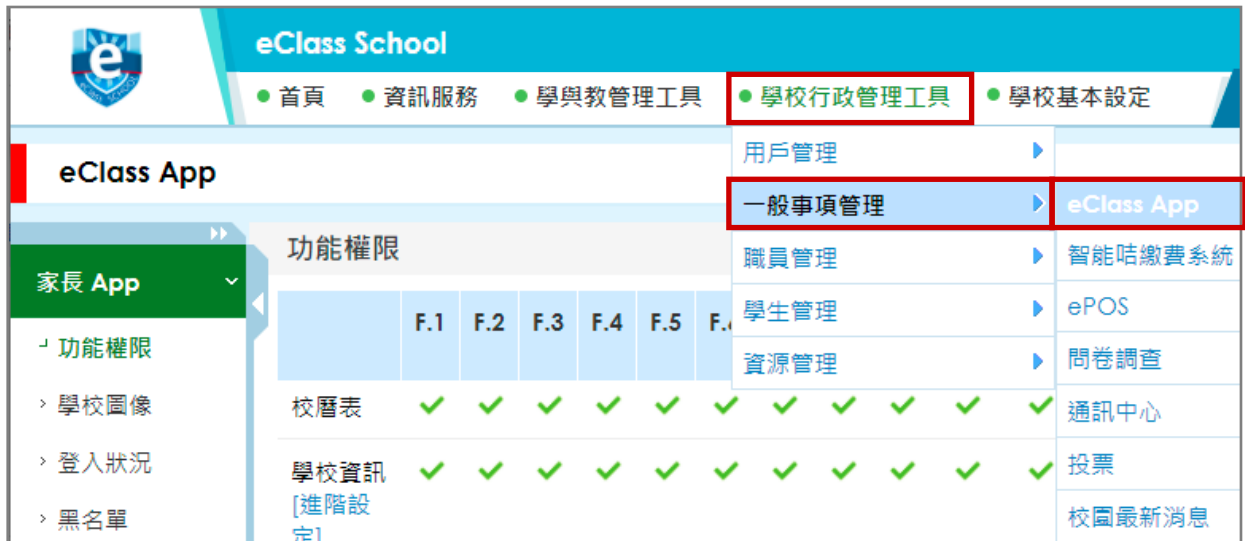 eClass School
首頁 資訊服務 學與教管理工具 學校行政管理工具 學校基本設定
用戶管理
一般事項管理
職員管理
學生管理
資源管理
eClass App
智能咭繳費系統
ePOS
問卷調查
通訊中心
投票
校園最新消息
eClass App
家長 App
功能權限
學校圖像
登入狀況
黑名單
功能權限
F.1 F.2 F.3 F.4 F.5
校曆表
學校資訊
[進階設
定]